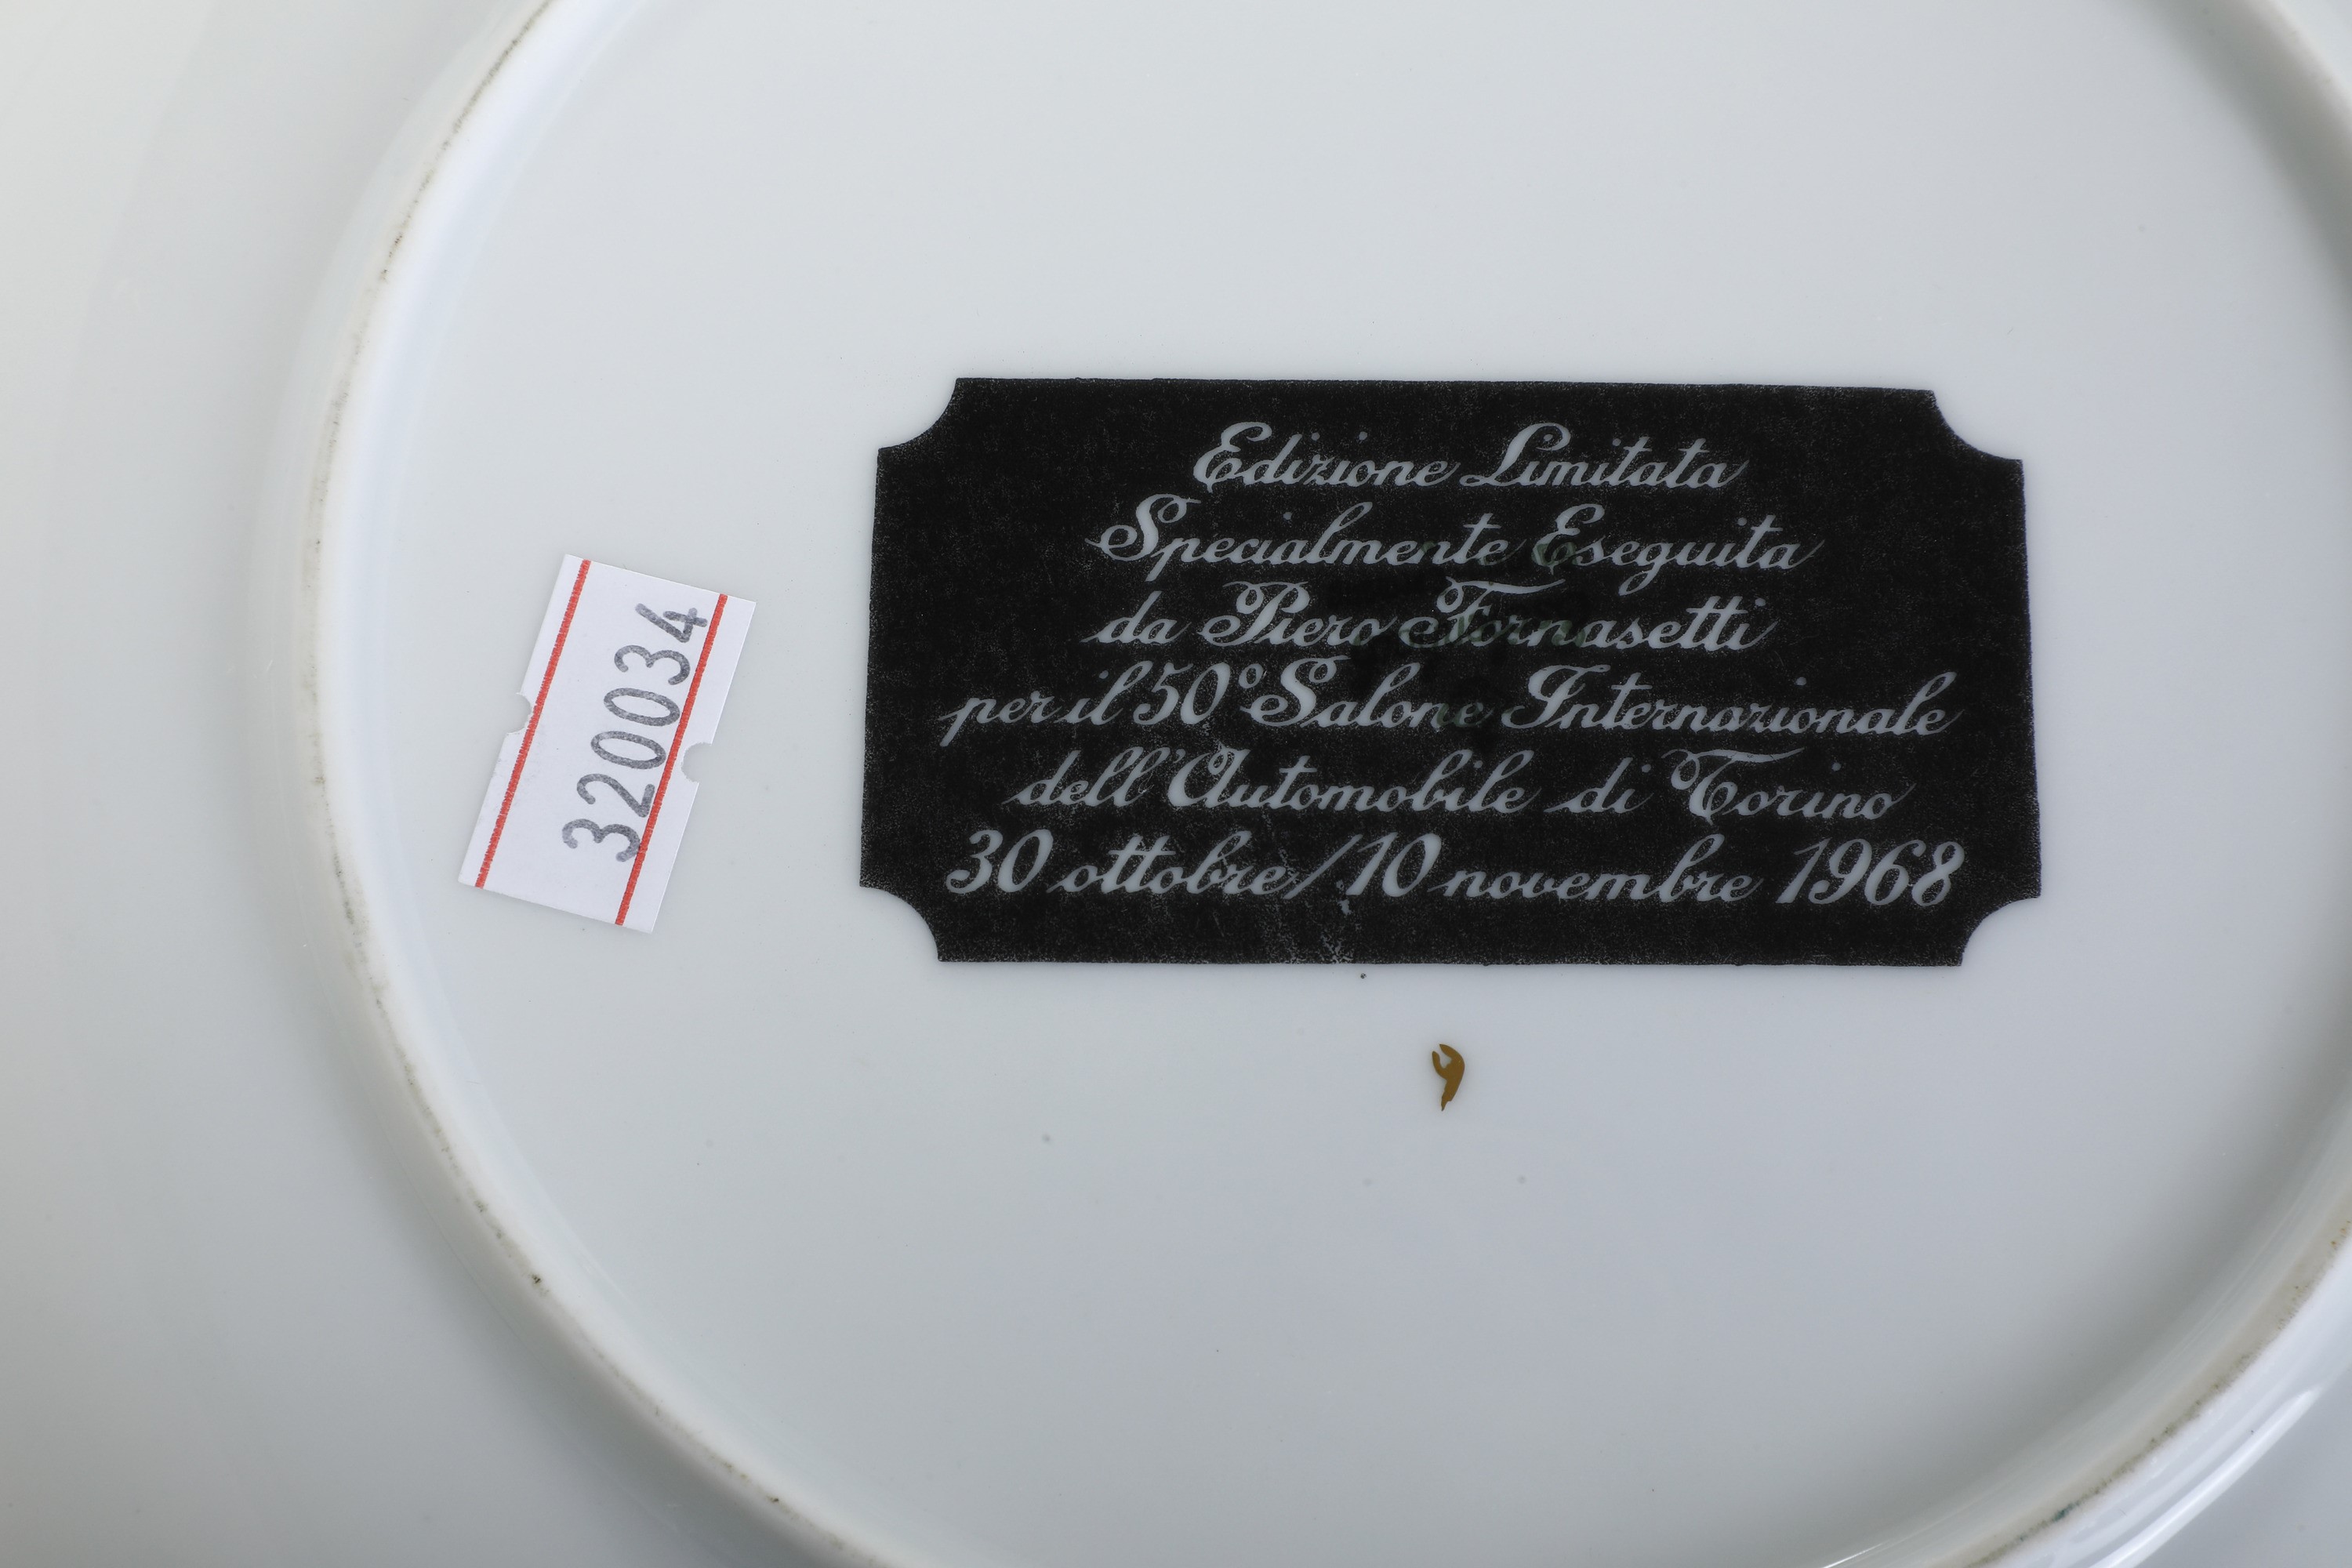 Edizione Limitata
Specialmente Eseguita
da Piero Fornasetti
per il 50º Salone Internazionale
dell'Automobile di Torino
30 ottobre/10 novembre 1968
320034